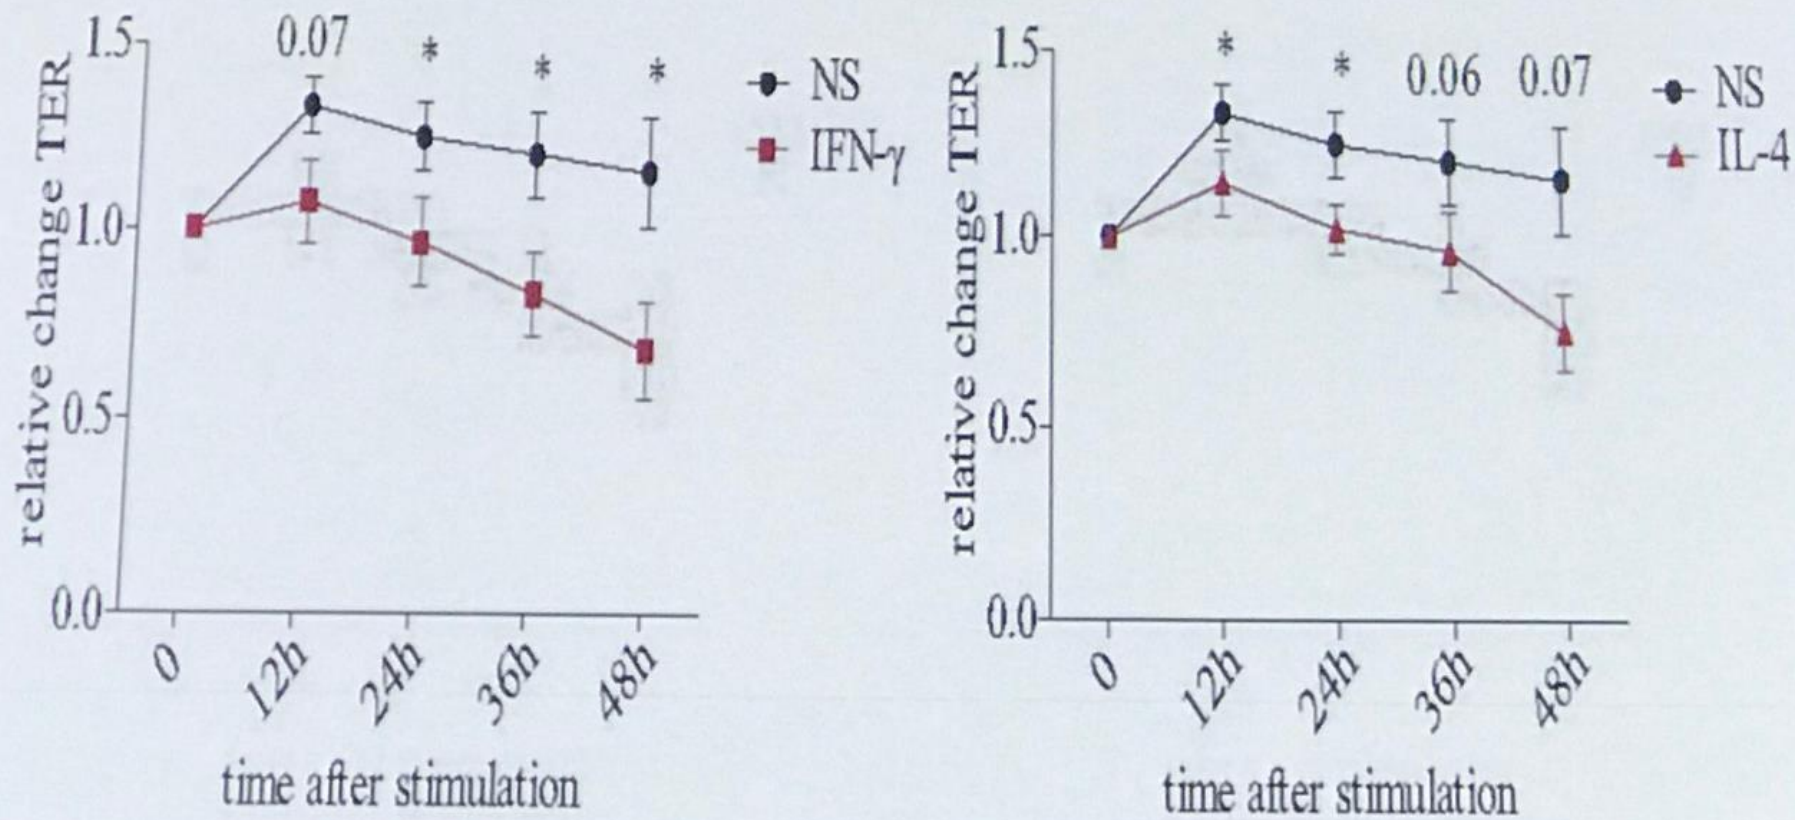 relative change TER
1.5
1.0
0.5
0.0
0.07 * * *
NS
IFN-γ
0 12h 24h 36h 48h
time after stimulation
relative change TER
1.5
1.0
0.5
0.0
* * 0.06 0.07
NS
IL-4
0 12h 24h 36h 48h
time after stimulation